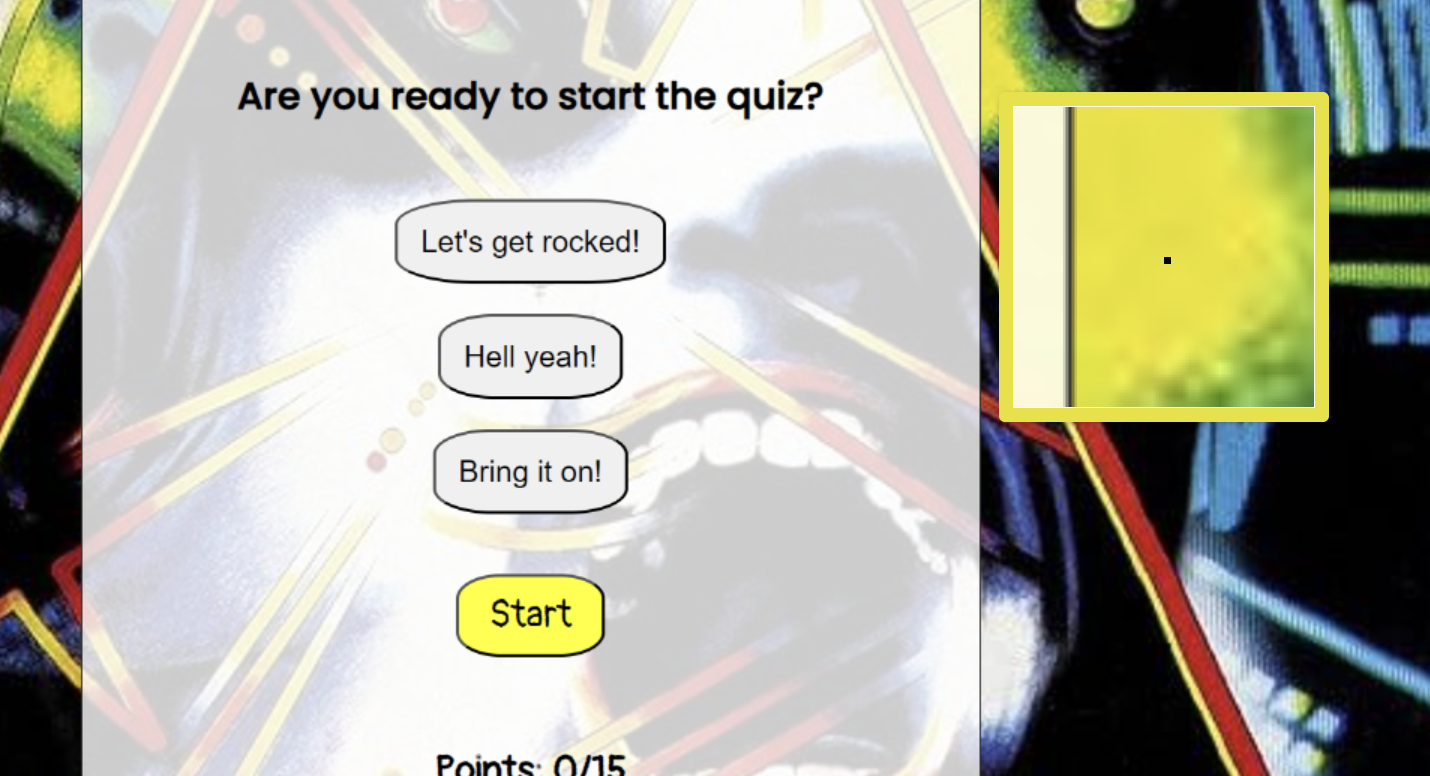 Are you ready to start the quiz?
Let's get rocked!
Hell yeah!
Bring it on!
Start
Points: 0/15